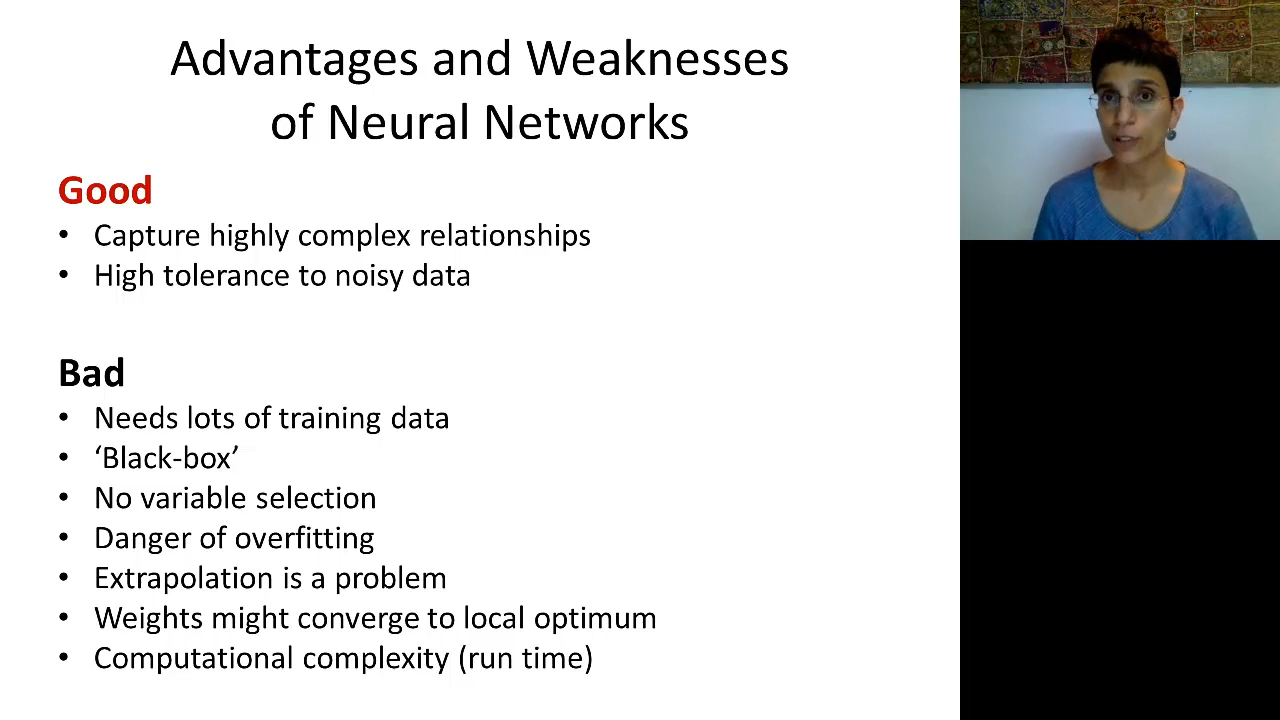 Advantages and Weaknesses
of Neural Networks
Good
• Capture highly complex relationships
• High tolerance to noisy data
Bad
• Needs lots of training data
• ‘Black-box’
• No variable selection
• Danger of overfitting
• Extrapolation is a problem
• Weights might converge to local optimum
• Computational complexity (run time)